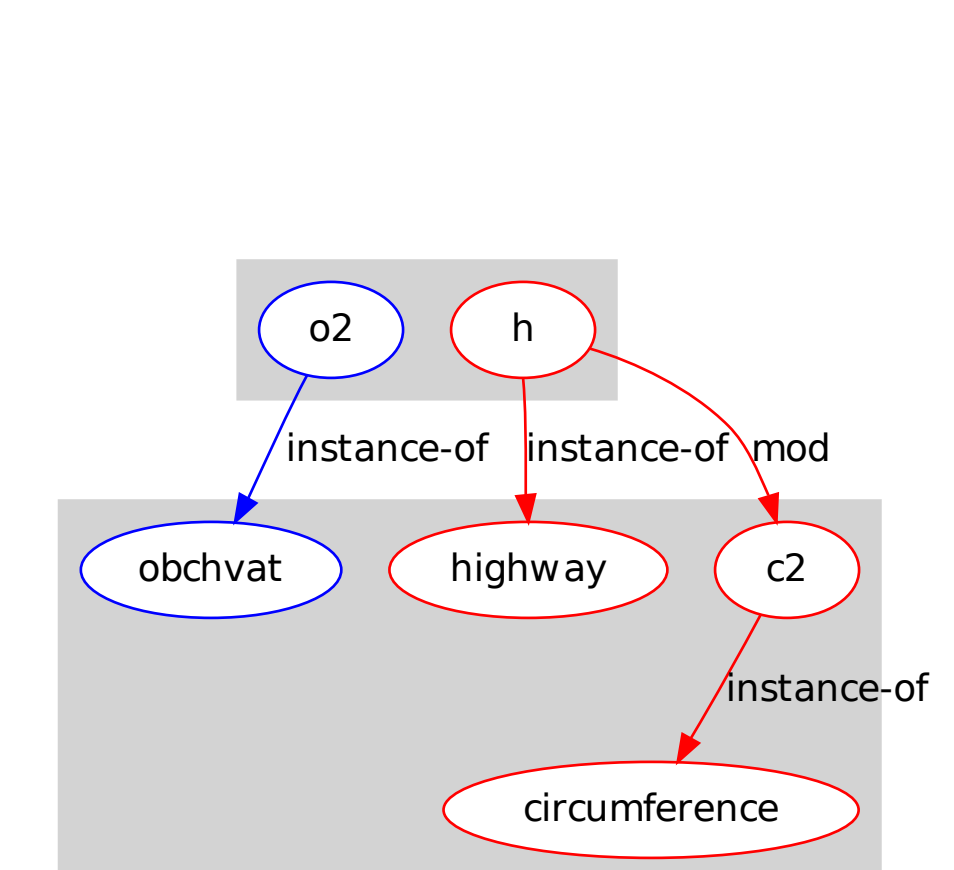 o2
h
instance-of
instance-of
mod
obchvat
highway
c2
instance-of
circumference